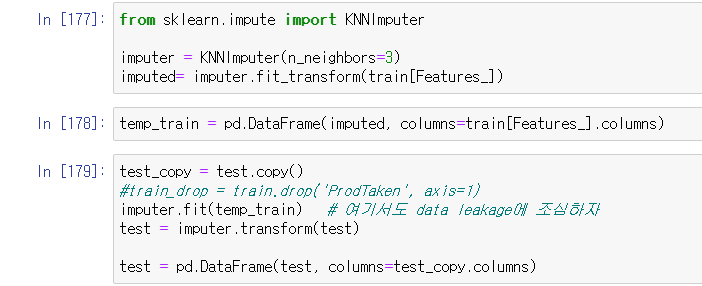 In [177]: from sklearn.impute import KNNImputer
imputer = KNNImputer(n_neighbors=3)
imputed= imputer.fit_transform(train[Features_])
In [178]: temp_train = pd.DataFrame(imputed, columns=train[Features_].columns)
In [179]: test_copy = test.copy()
#train_drop = train.drop('ProdTaken', axis=1)
imputer.fit(temp_train)  # 여기서도 data leakage에 조심하자
test = imputer.transform(test)
test = pd.DataFrame(test, columns=test_copy.columns)